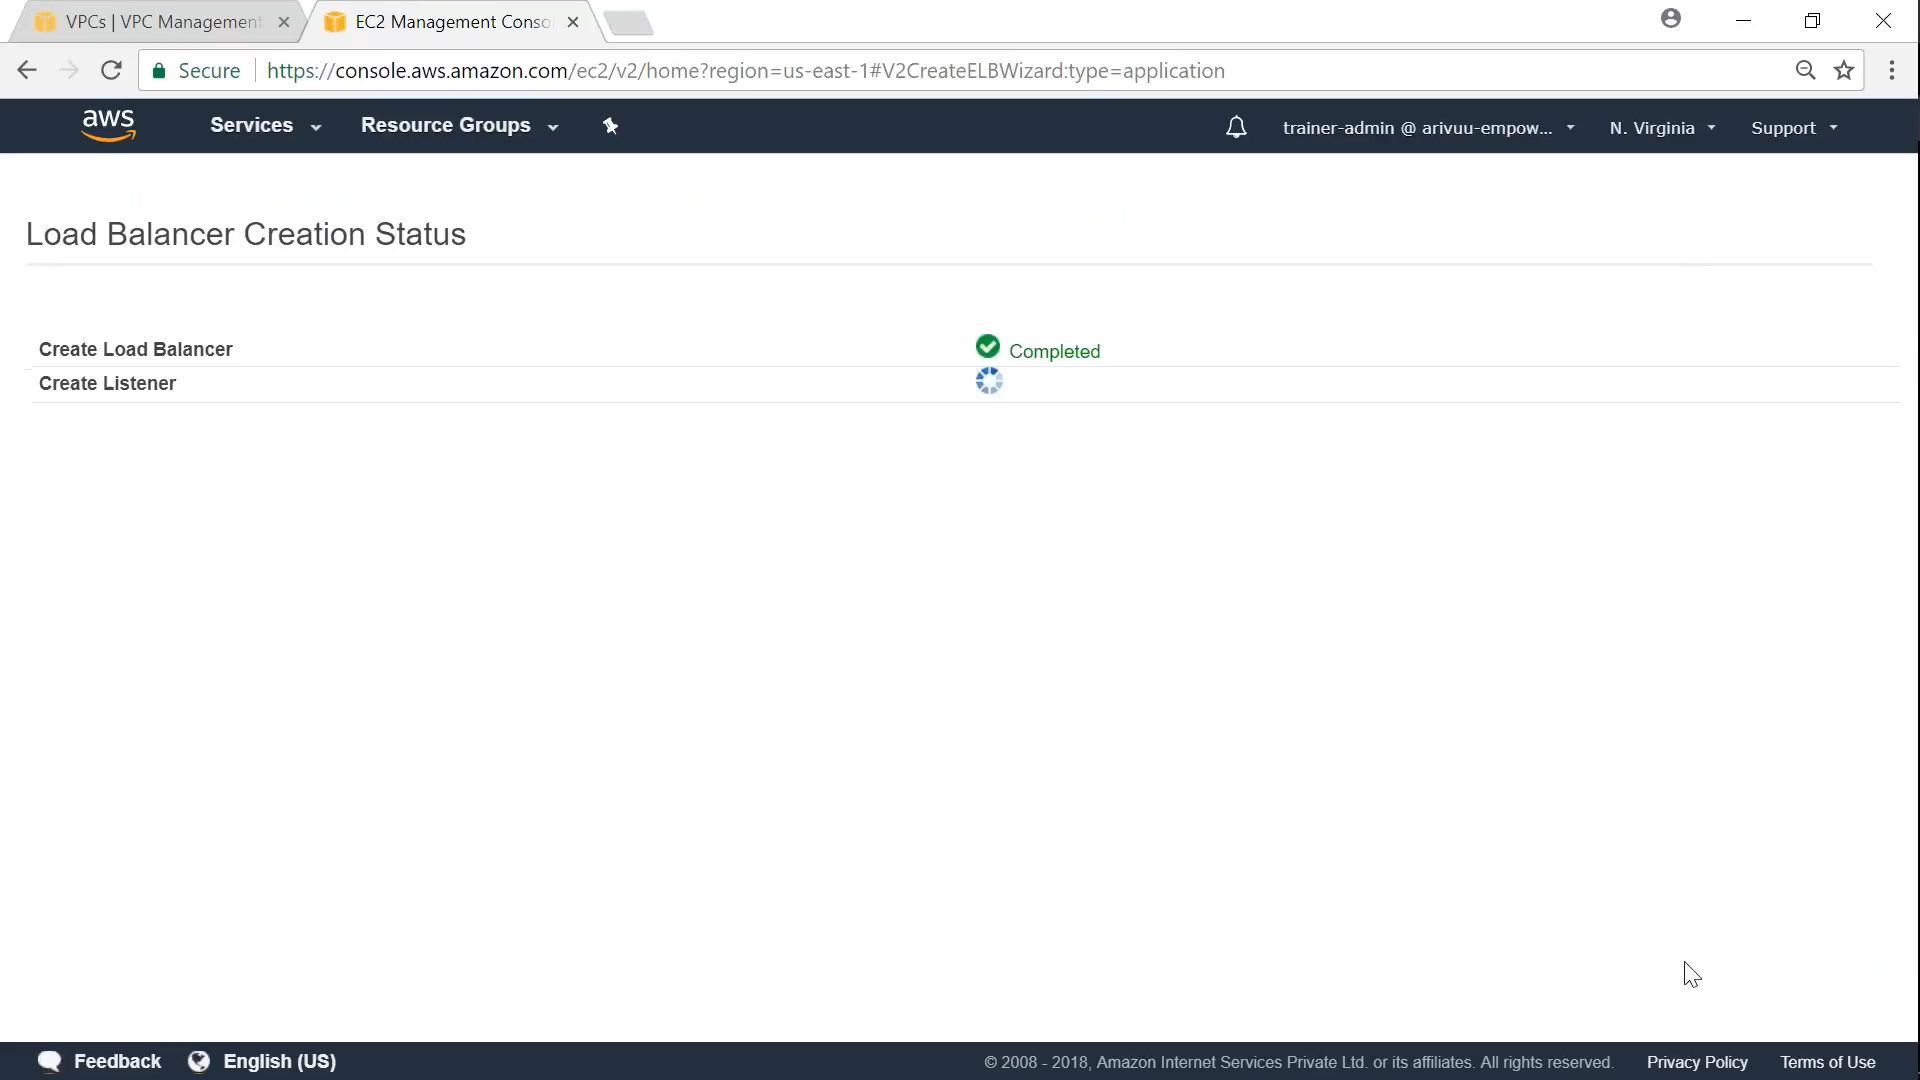 VPCs | VPC Management
EC2 Management Conso
Secure
https://console.aws.amazon.com/ec2/v2/home?region=us-east-1#V2CreateELBWizard:type=application
aws
Services
Resource Groups
trainer-admin @ arivuu-empow...
N. Virginia
Support
Load Balancer Creation Status
Create Load Balancer
Completed
Create Listener
Feedback
English (US)
© 2008 - 2018, Amazon Internet Services Private Ltd. or its affiliates. All rights reserved.
Privacy Policy
Terms of Use